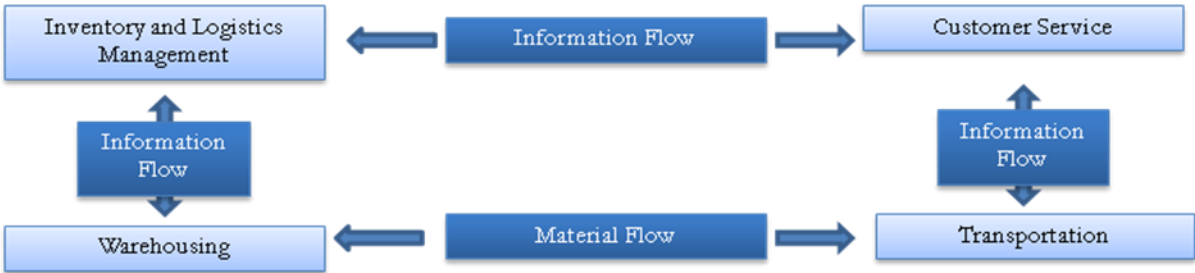 Inventory and Logistics
Management
Information Flow
Customer Service
Information
Flow
Information
Flow
Warehousing
Material Flow
Transportation